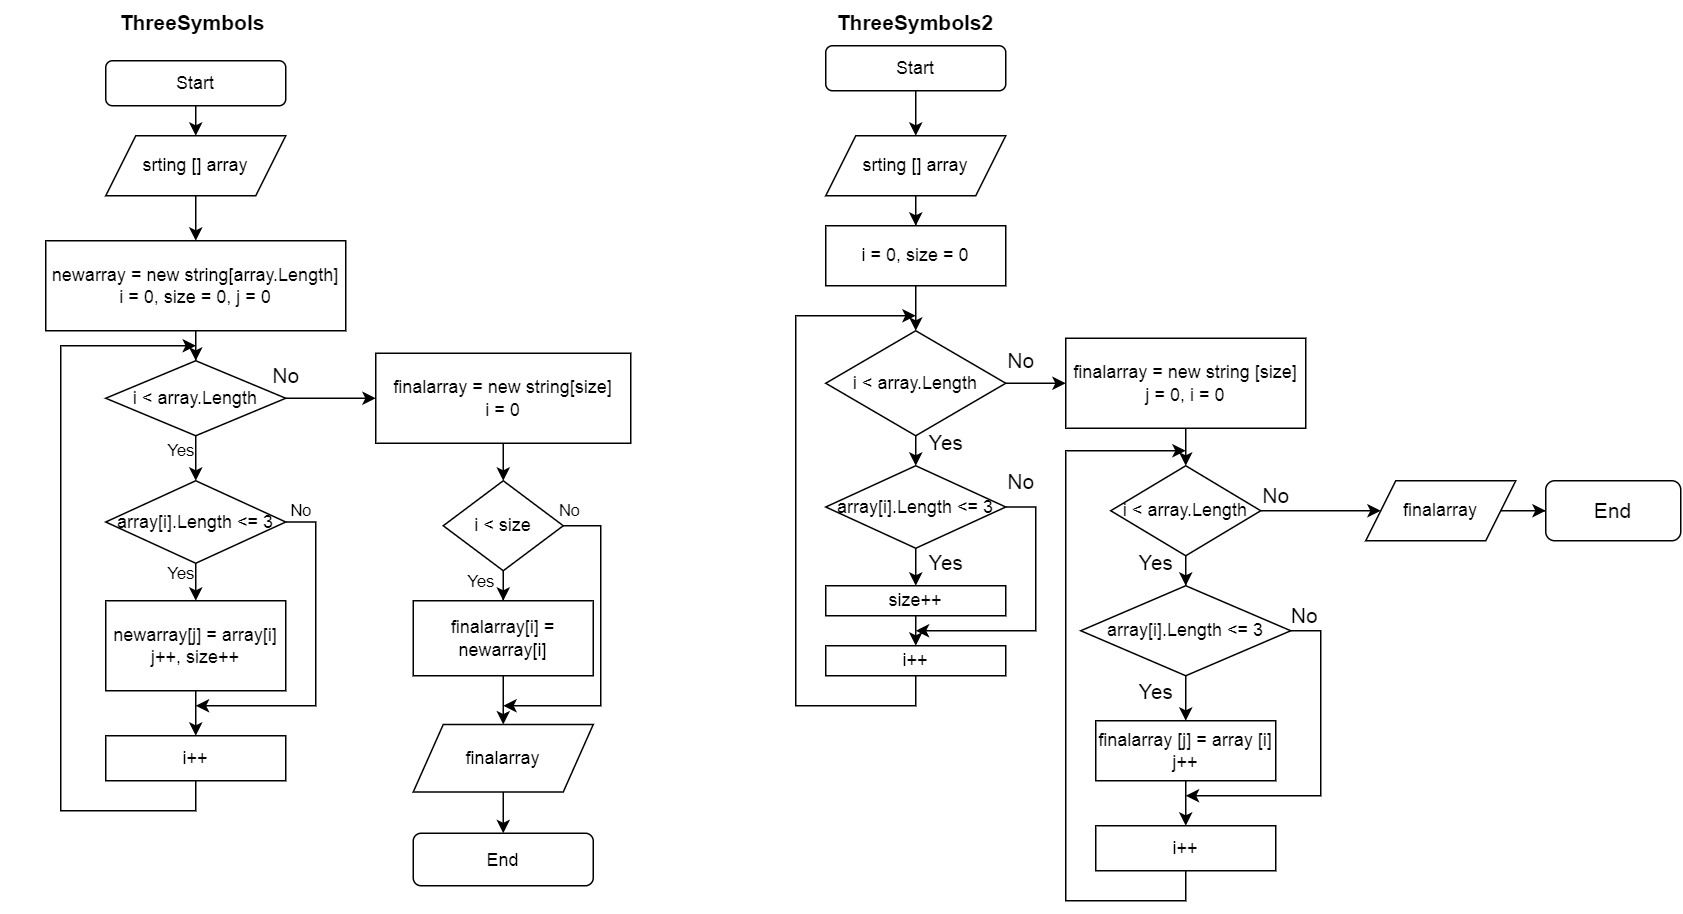 ThreeSymbols
Start
srting [] array
newarray = new string[array.Length]
i = 0, size = 0, j = 0
i < array.Length
No
Yes
array[i].Length <= 3
No
Yes
newarray[j] = array[i]
j++, size++
i++
finalarray = new string[size]
i = 0
i < size
No
Yes
finalarray[i] =
newarray[i]
finalarray
End
ThreeSymbols2
Start
srting [] array
i = 0, size = 0
i < array.Length
No
Yes
array[i].Length <= 3
No
Yes
size++
i++
finalarray = new string [size]
j = 0, i = 0
i < array.Length
No
Yes
array[i].Length <= 3
No
Yes
finalarray [j] = array [i]
j++
i++
finalarray
End